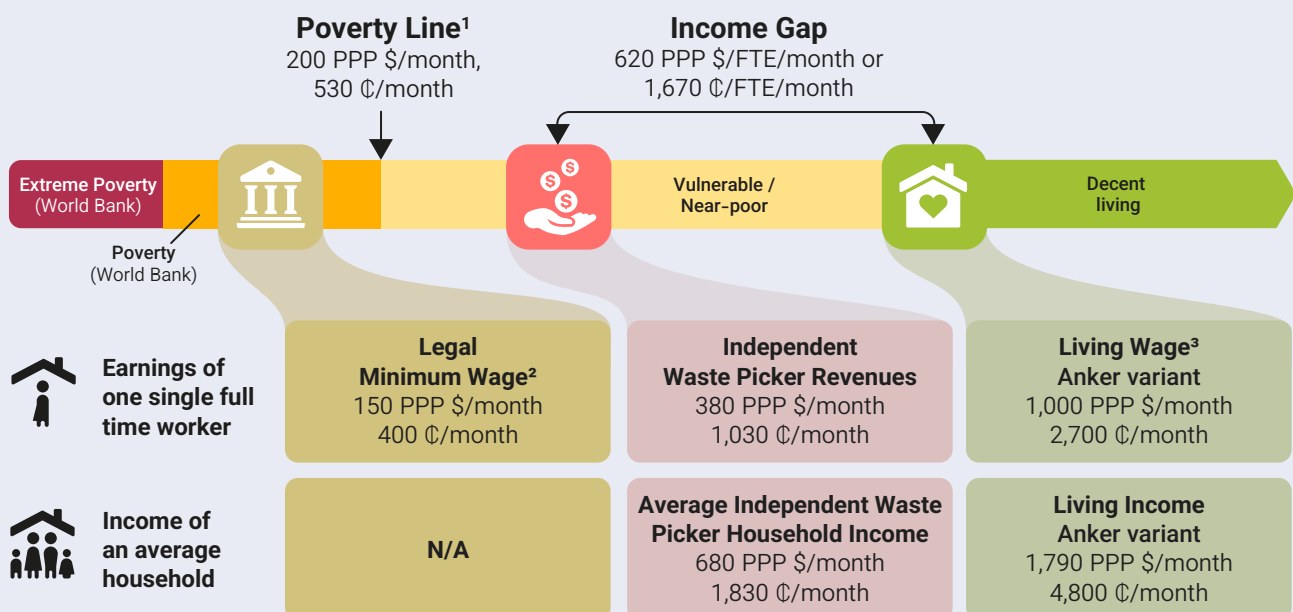 Poverty Line¹
200 PPP $/month,
530 ₵/month
Income Gap
620 PPP $/FTE/month or
1,670 ₵/FTE/month
Extreme Poverty
(World Bank)
Poverty
(World Bank)
$
$
$
Vulnerable /
Near-poor
Decent
living
Earnings of
one single full
time worker
Legal
Minimum Wage²
150 PPP $/month
400 ₵/month
Independent
Waste Picker Revenues
380 PPP $/month
1,030 ₵/month
Living Wage³
Anker variant
1,000 PPP $/month
2,700 ₵/month
Income of
an average
household
N/A
Average Independent Waste
Picker Household Income
680 PPP $/month
1,830 ₵/month
Living Income
Anker variant
1,790 PPP $/month
4,800 ₵/month